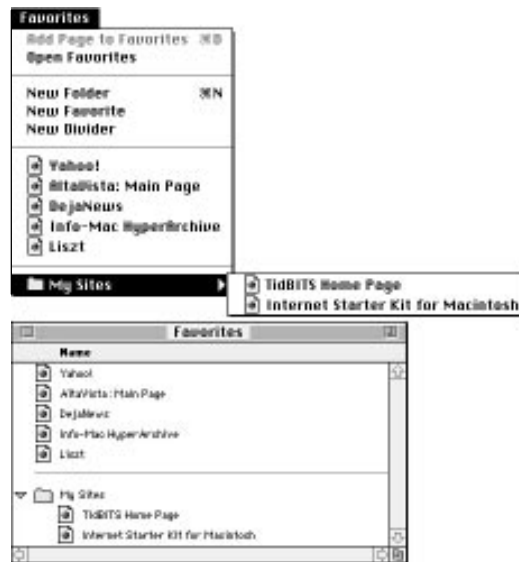 Favorites
Add Page to Favorites ⌘D
Open Favorites
New Folder ⌘N
New Favorite
New Divider
Yahoo!
AltaVista: Main Page
DejaNews
Info-Mac HyperArchive
Liszt
My Sites
TidBITS Home Page
Internet Starter Kit for Macintosh
Favorites
Name
Yahoo!
AltaVista: Main Page
DejaNews
Info-Mac HyperArchive
Liszt
My Sites
TidBITS Home Page
Internet Starter Kit for Macintosh